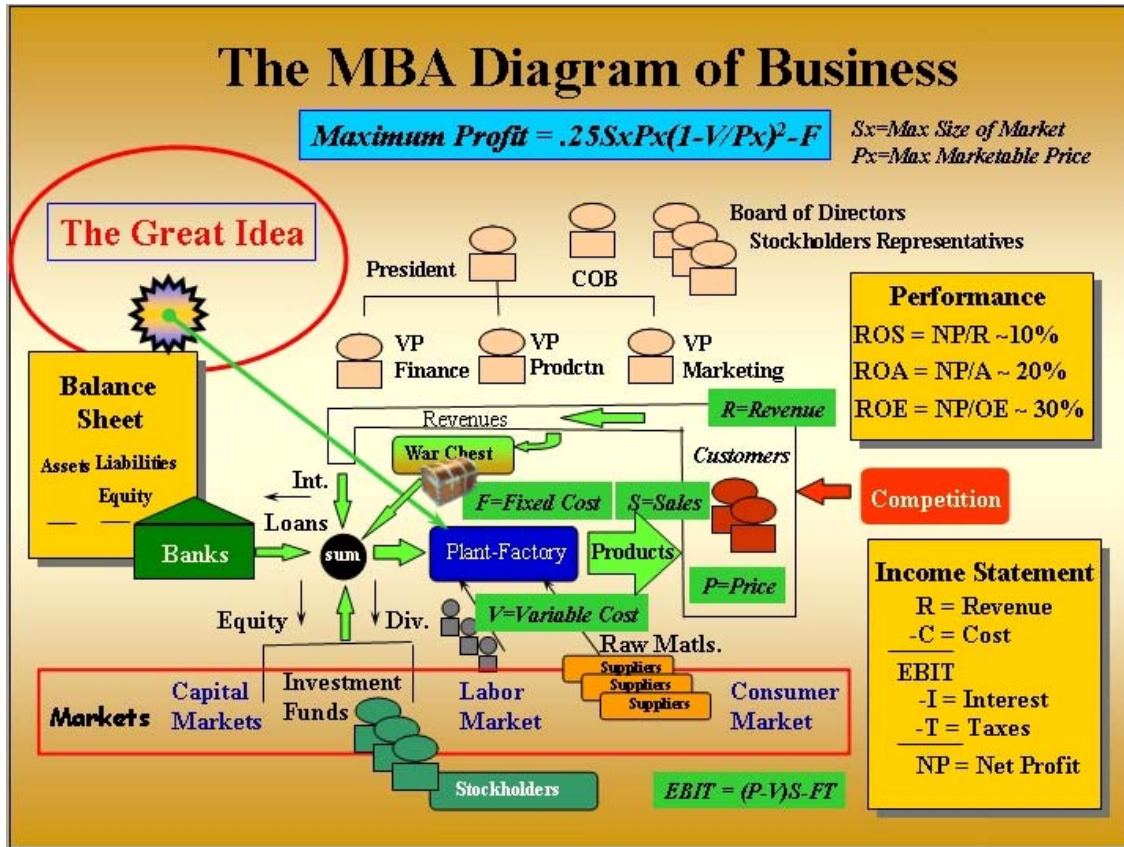 The MBA Diagram of Business
Maximum Profit = .25SxPx(1-V/Px)²-F
Sx=Max Size of Market
Px=Max Marketable Price
The Great Idea
Board of Directors
Stockholders Representatives
President
COB
VP
Finance
VP
Prodctn
VP
Marketing
Performance
ROS = NP/R ~10%
ROA = NP/A ~ 20%
ROE = NP/OE ~ 30%
Balance
Sheet
Assets Liabilities
Equity
Revenues
R=Revenue
War Chest
Customers
Int.
Loans
F=Fixed Cost
S=Sales
Competition
Banks
sum
Plant-Factory
Products
P=Price
Equity
Div.
V=Variable Cost
Raw Matls.
Suppliers
Suppliers
Suppliers
Income Statement
R = Revenue
-C = Cost
EBIT
-I = Interest
-T = Taxes
NP = Net Profit
Markets
Capital
Markets
Investment
Funds
Labor
Market
Consumer
Market
Stockholders
EBIT = (P-V)S-FT